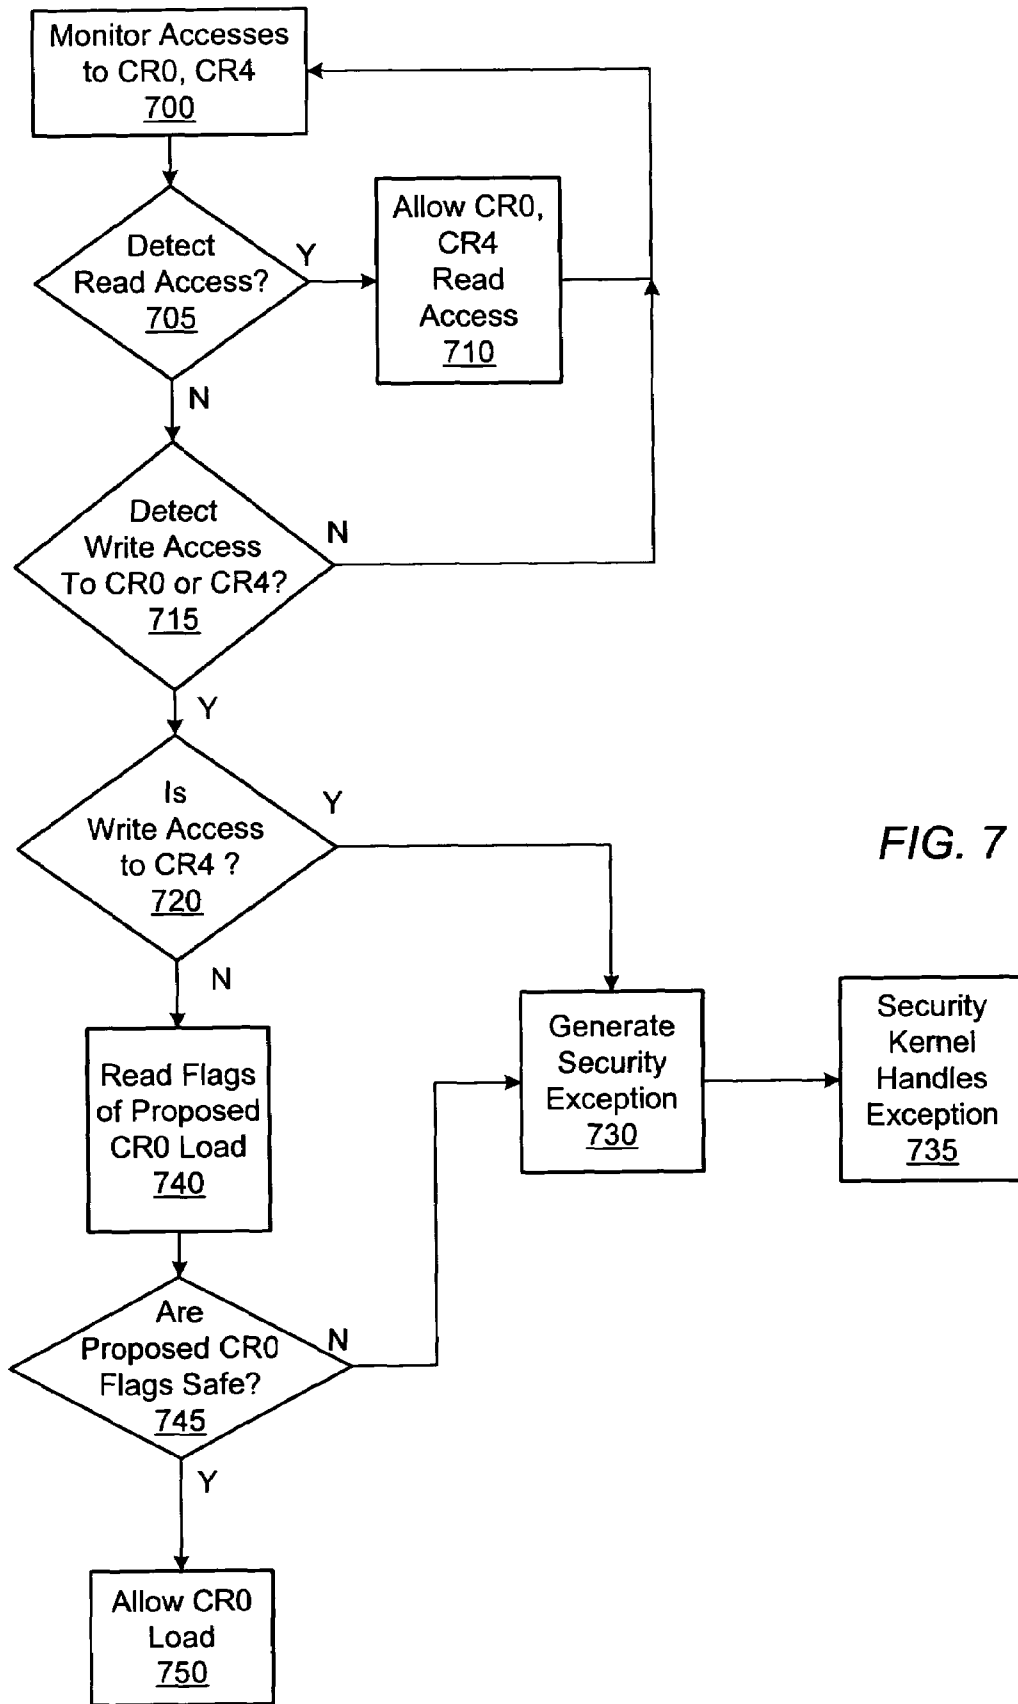 Monitor Accesses
to CR0, CR4
700
Detect
Read Access?
705
Y
N
Allow CR0,
CR4
Read
Access
710
Detect
Write Access
To CR0 or CR4?
715
N
Y
Is
Write Access
to CR4 ?
720
Y
N
FIG. 7
Generate
Security
Exception
730
Security
Kernel
Handles
Exception
735
Read Flags
of Proposed
CR0 Load
740
Are
Proposed CR0
Flags Safe?
745
N
Y
Allow CR0
Load
750